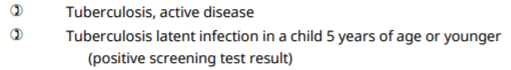 🕽 Tuberculosis, active disease
🕽 Tuberculosis latent infection in a child 5 years of age or younger
(positive screening test result)